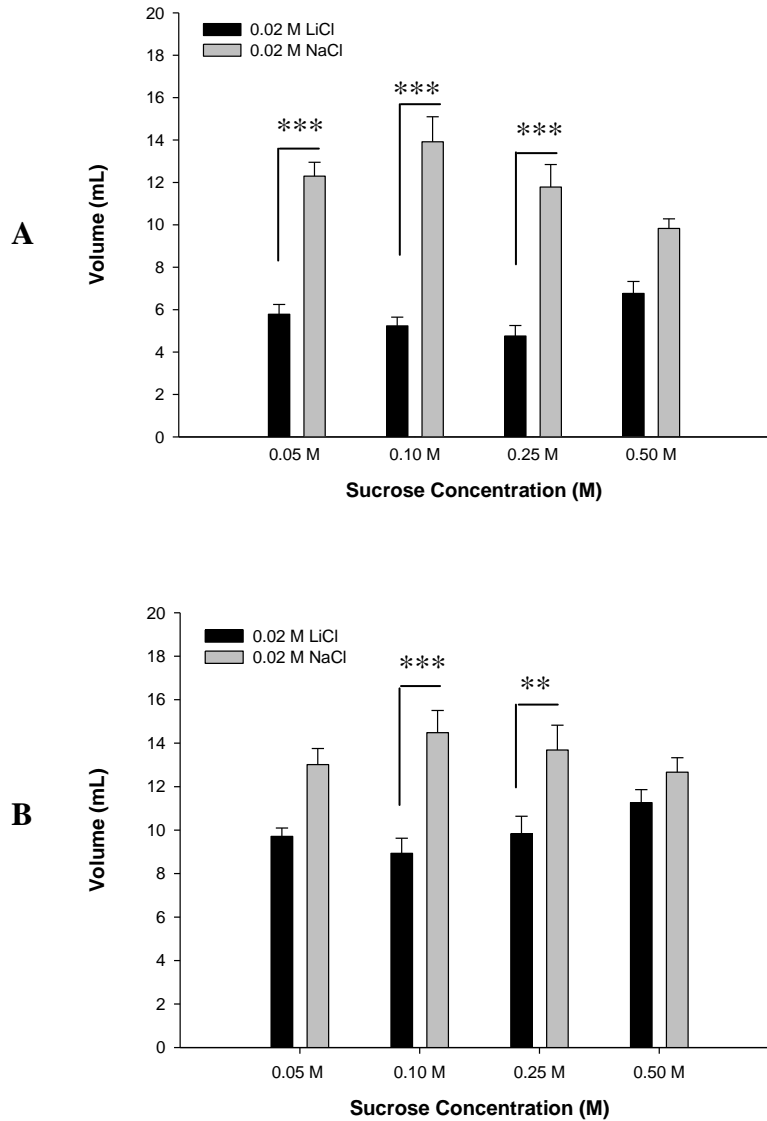 A
Volume (mL)
20
18
16
14
12
10
8
6
4
2
0
0.02 M LiCl
0.02 M NaCl
***
***
***
0.05 M 0.10 M 0.25 M 0.50 M
Sucrose Concentration (M)
B
Volume (mL)
20
18
16
14
12
10
8
6
4
2
0
0.02 M LiCl
0.02 M NaCl
***
**
0.05 M 0.10 M 0.25 M 0.50 M
Sucrose Concentration (M)